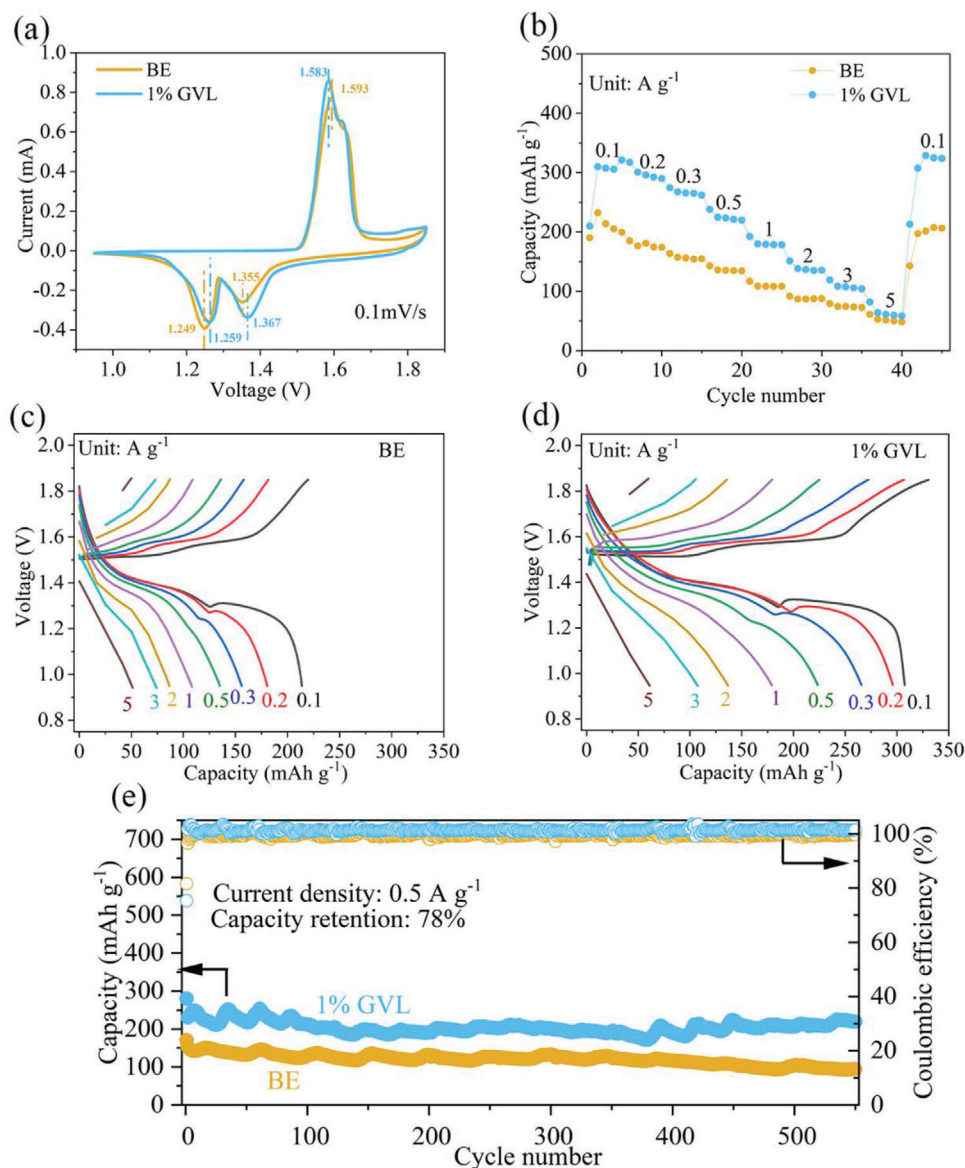 (a)
BE
1% GVL
1.583
1.593
1.355
1.249
1.259
1.367
0.1mV/s
Current (mA)
1.0
0.8
0.6
0.4
0.2
0.0
-0.2
-0.4
1.0 1.2 1.4 1.6 1.8
Voltage (V)
(b)
Unit: A g⁻¹
BE
1% GVL
0.1 0.2 0.3 0.5 1 2 3 5 0.1
Capacity (mAh g⁻¹)
500
400
300
200
100
0
0 10 20 30 40
Cycle number
(c)
Unit: A g⁻¹
BE
Voltage (V)
2.0
1.8
1.6
1.4
1.2
1.0
0.8
5 3 2 1 0.5 0.3 0.2 0.1
0 50 100 150 200 250 300 350
Capacity (mAh g⁻¹)
(d)
Unit: A g⁻¹
1% GVL
Voltage (V)
2.0
1.8
1.6
1.4
1.2
1.0
0.8
5 3 2 1 0.5 0.3 0.2 0.1
0 50 100 150 200 250 300 350
Capacity (mAh g⁻¹)
(e)
Capacity (mAh g⁻¹)
700
600
500
400
300
200
100
0
Current density: 0.5 A g⁻¹
Capacity retention: 78%
1% GVL
BE
100
80
60
40
20
0
Coulombic efficiency (%)
0 100 200 300 400 500
Cycle number